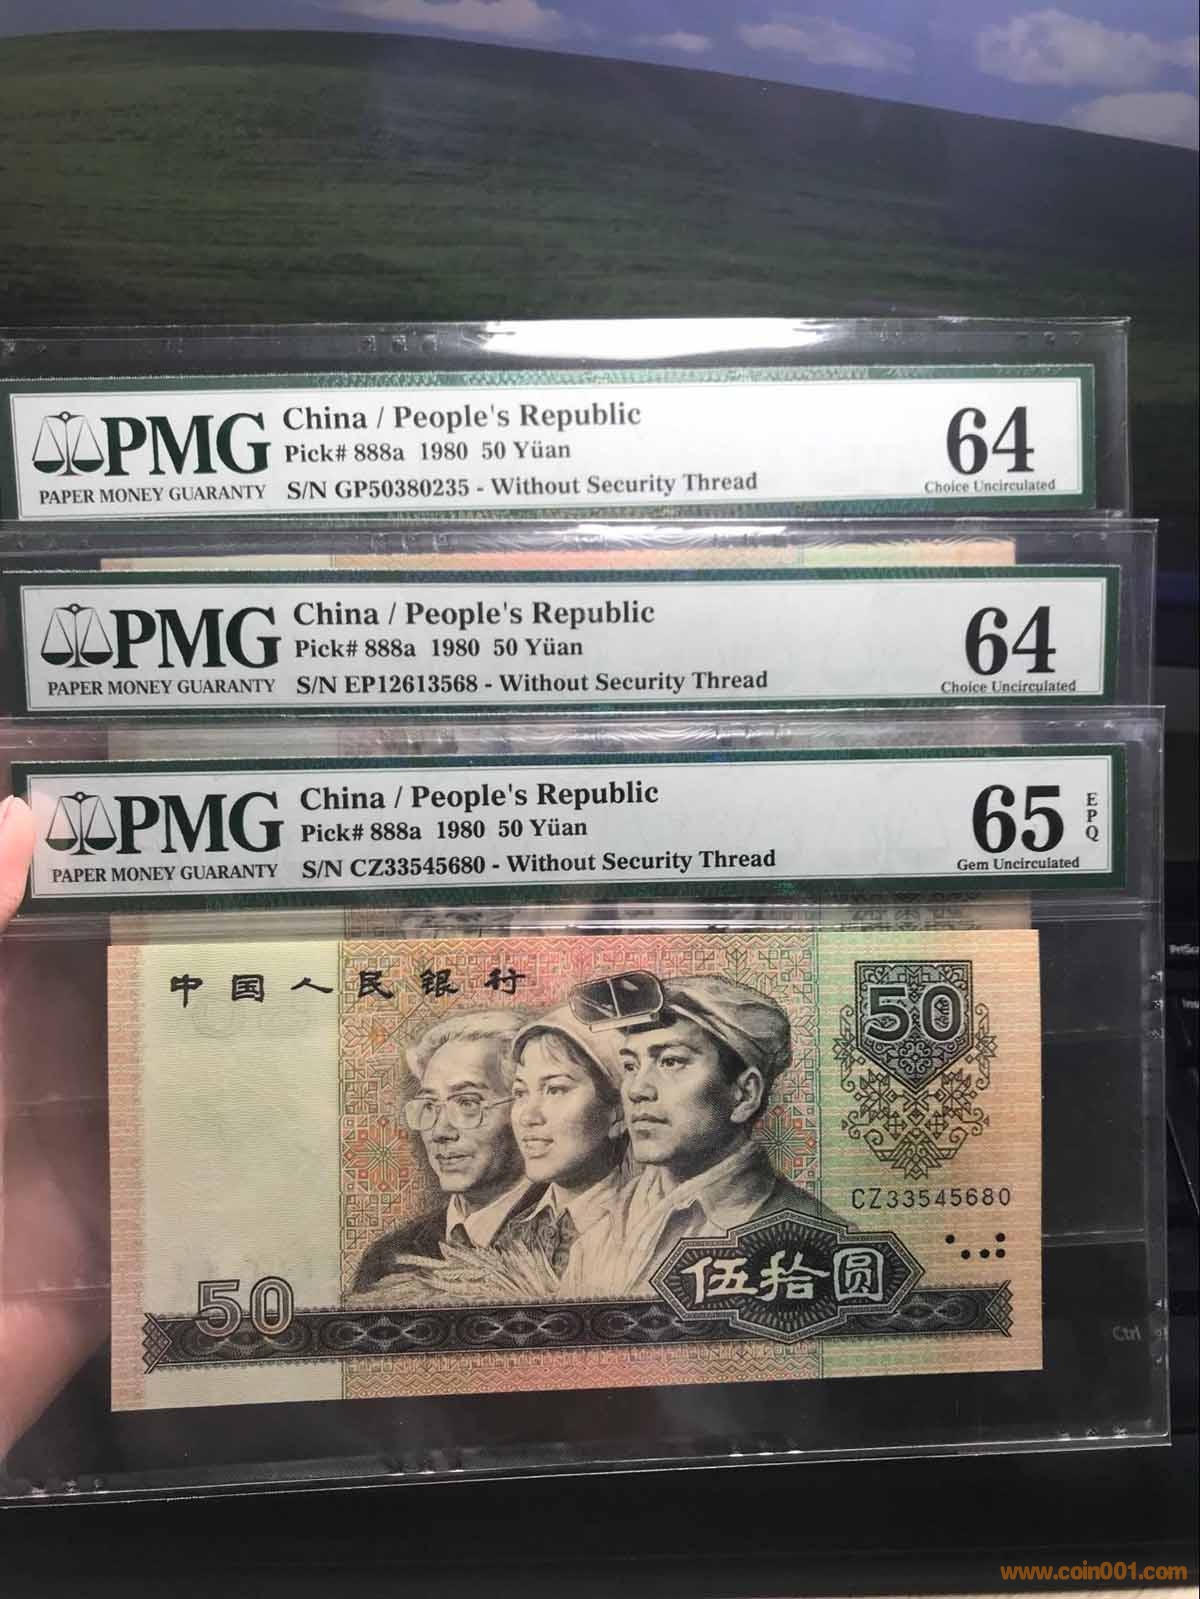 PMG
PAPER MONEY GUARANTY
China / People's Republic
Pick# 888a 1980 50 Yüan
S/N GP50380235 - Without Security Thread
64
Choice Uncirculated
PMG
PAPER MONEY GUARANTY
China / People's Republic
Pick# 888a 1980 50 Yüan
S/N EP12613568 - Without Security Thread
64
Choice Uncirculated
PMG
PAPER MONEY GUARANTY
China / People's Republic
Pick# 888a 1980 50 Yüan
S/N CZ33545680 - Without Security Thread
65
EPQ
Gem Uncirculated
中国人民银行
50
CZ33545680
伍拾圆
50
Ctrl
www.coin001.com